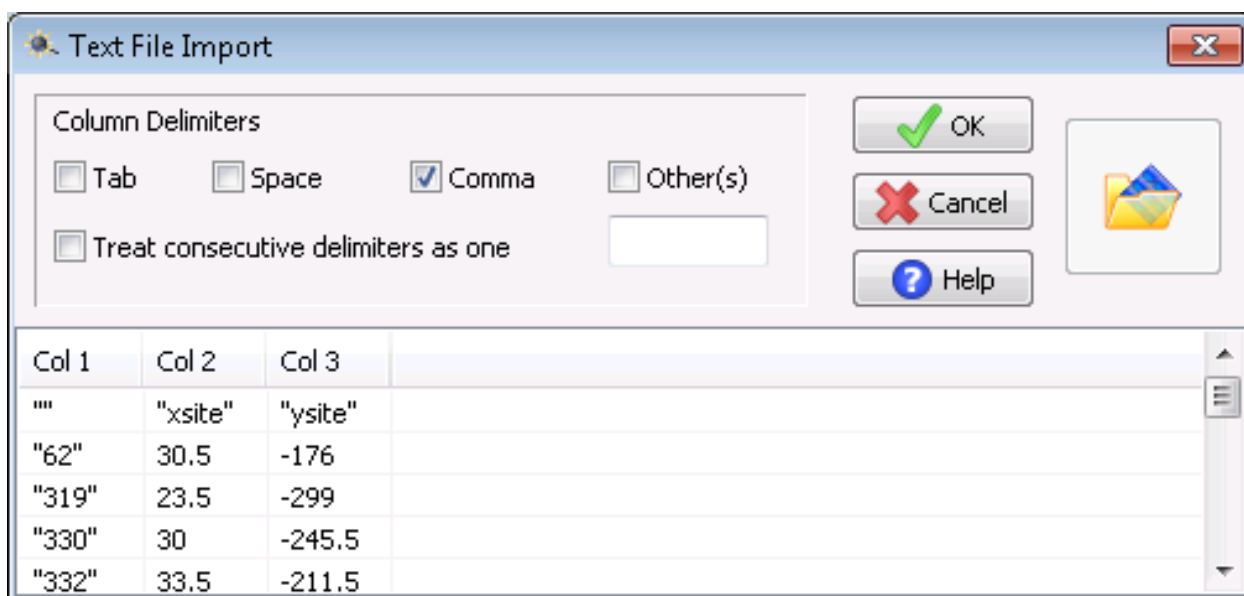 Text File Import
Column Delimiters
Tab Space Comma Other(s)
Treat consecutive delimiters as one
OK
Cancel
Help
Col 1 Col 2 Col 3
"" "xsite" "ysite"
"62" 30.5 -176
"319" 23.5 -299
"330" 30 -245.5
"332" 33.5 -211.5